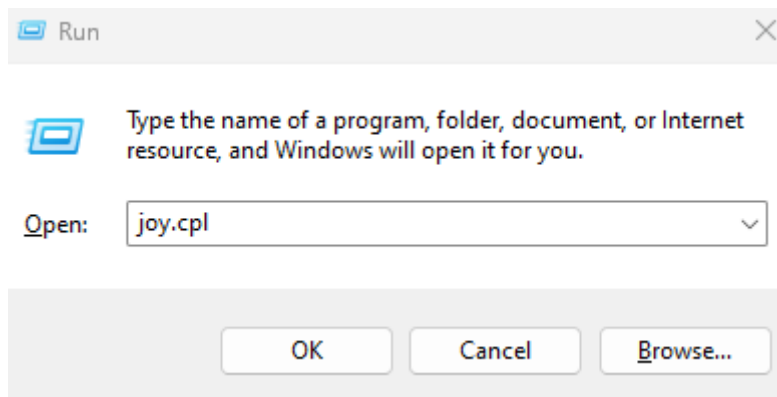 Run
Type the name of a program, folder, document, or Internet
resource, and Windows will open it for you.
Open: joy.cpl
OK Cancel Browse...